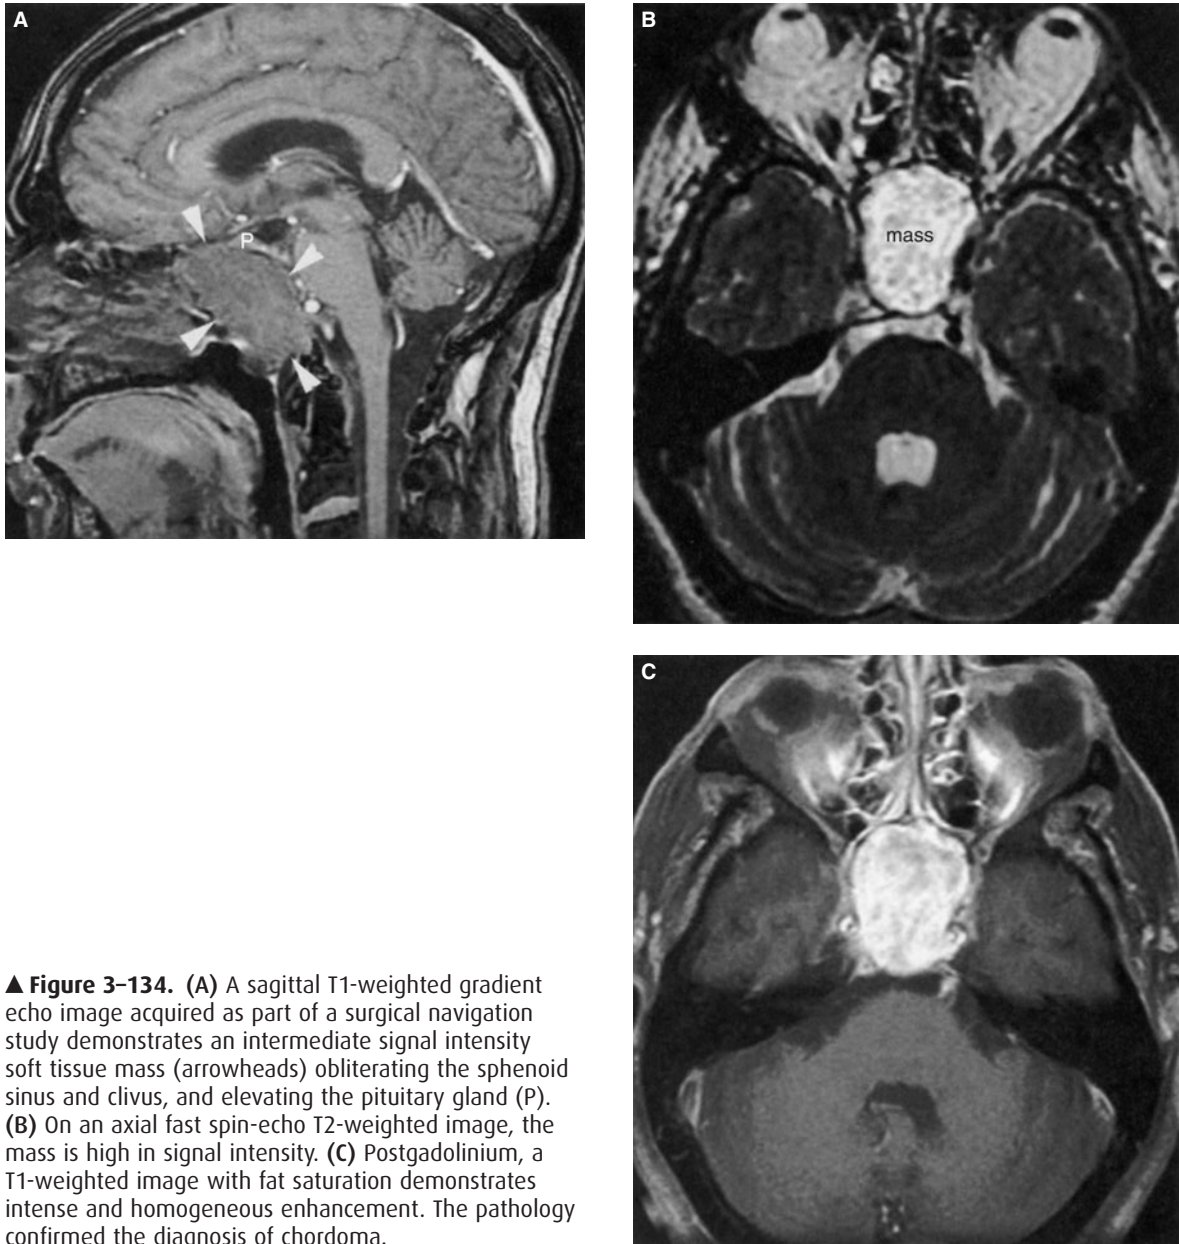 A
P
B
mass
C
▲ Figure 3–134. (A) A sagittal T1-weighted gradient
echo image acquired as part of a surgical navigation
study demonstrates an intermediate signal intensity
soft tissue mass (arrowheads) obliterating the sphenoid
sinus and clivus, and elevating the pituitary gland (P).
(B) On an axial fast spin-echo T2-weighted image, the
mass is high in signal intensity. (C) Postgadolinium, a
T1-weighted image with fat saturation demonstrates
intense and homogeneous enhancement. The pathology
confirmed the diagnosis of chordoma.